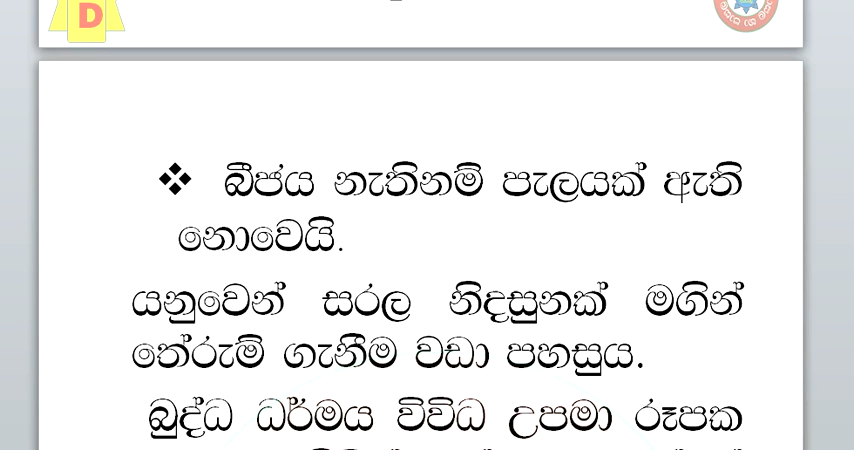 D
❖ බීජය නැතිනම් පැලයක් ඇති
නොවෙයි.
යනුවෙන් සරල නිදසුනක් මගින්
තේරුම් ගැනීම වඩා පහසුය.
බුද්ධ ධර්මය විවිධ උපමා රූපක